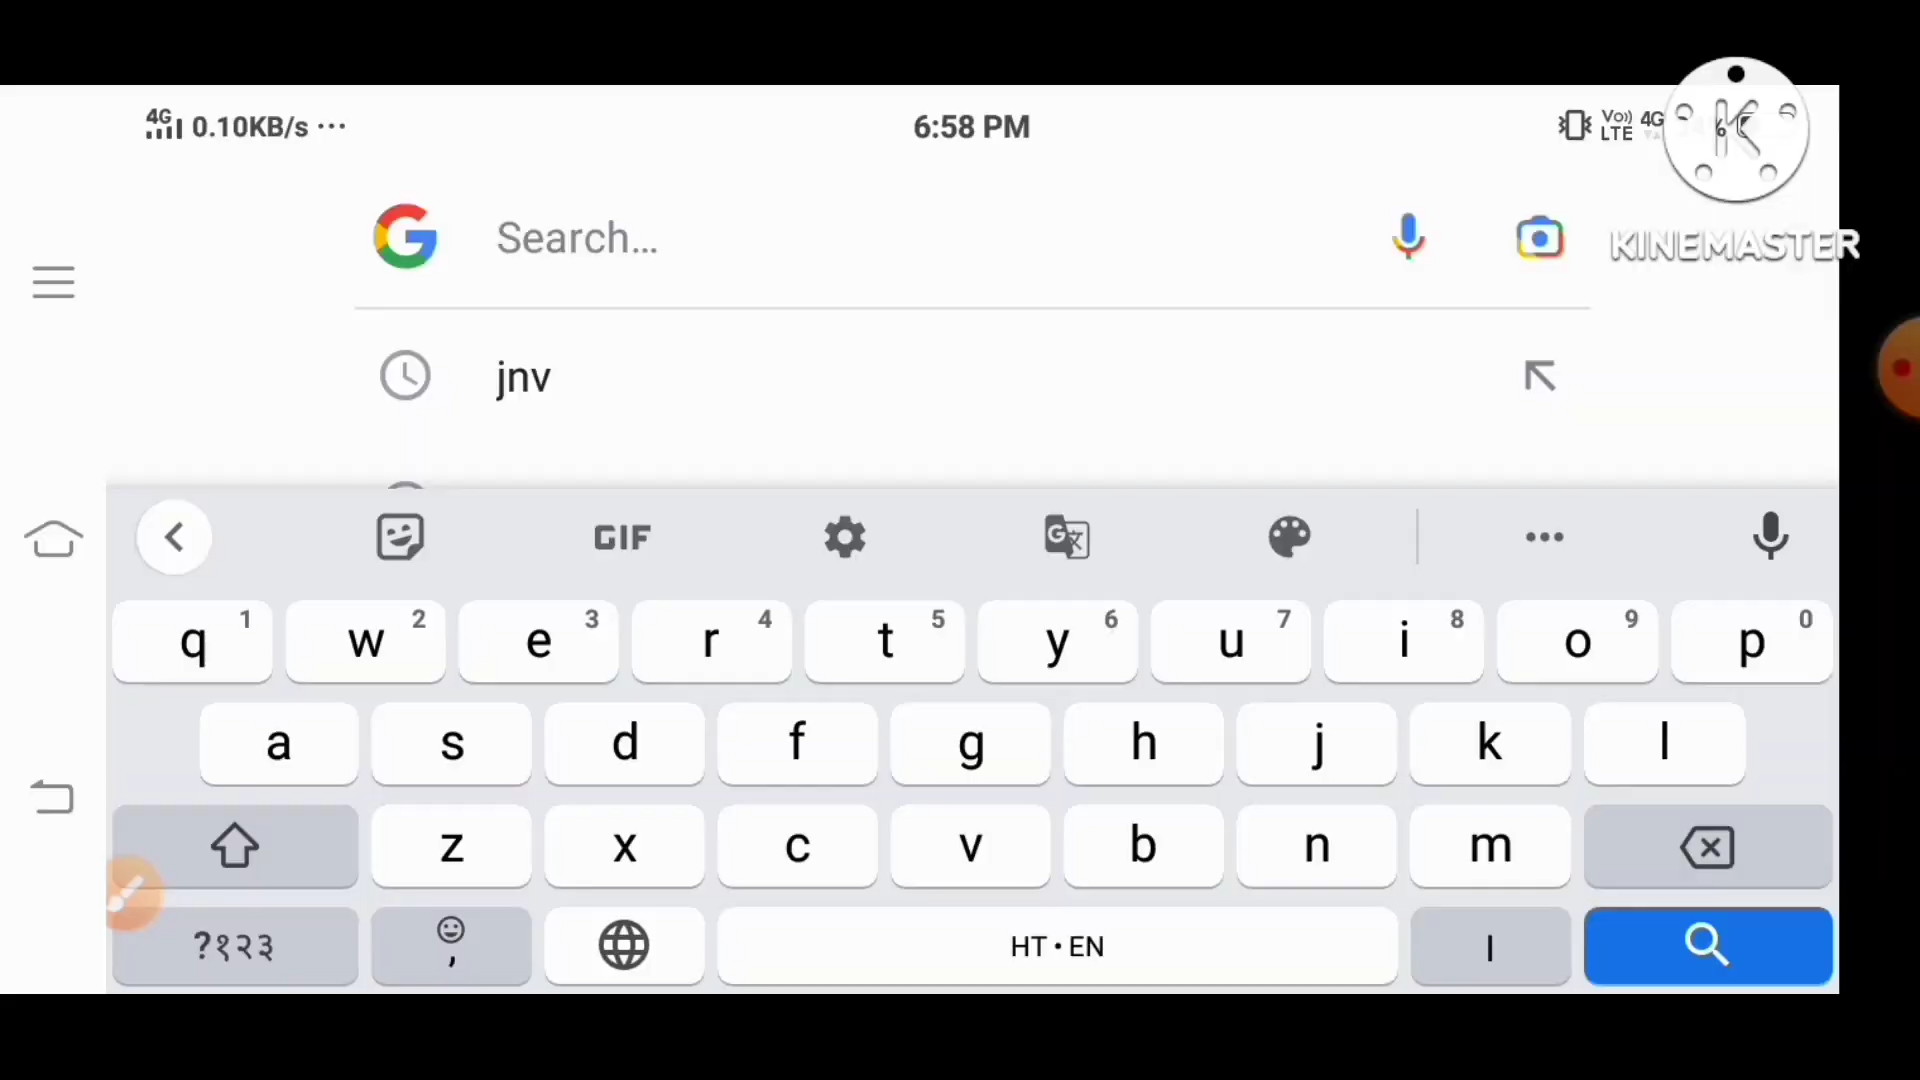 4G 0.10KB/s ... 6:58 PM Vo) LTE 4G
KINEMASTER
Search...
jnv
GIF
q 1 w 2 e 3 r 4 t 5 y 6 u 7 i 8 o 9 p 0
a s d f g h j k l
z x c v b n m
?१२३ , HT • EN ।